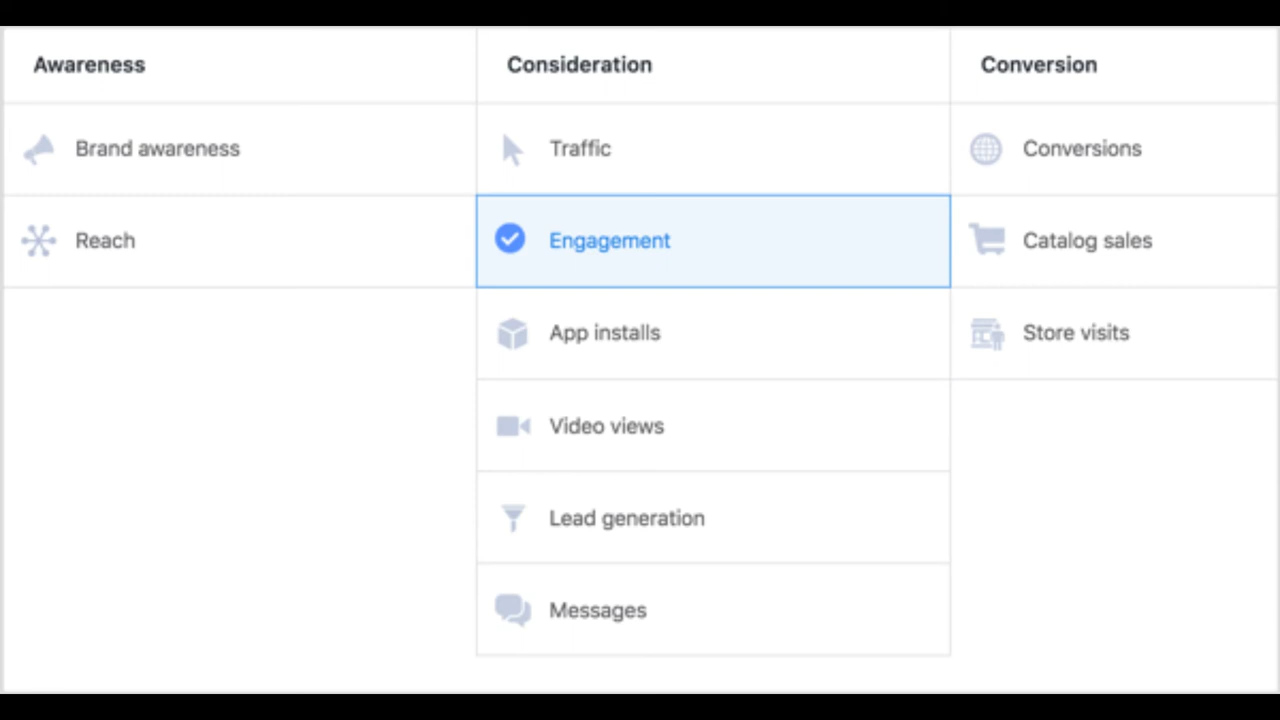 Awareness
Consideration
Conversion
Brand awareness
Traffic
Conversions
Reach
Engagement
Catalog sales
App installs
Store visits
Video views
Lead generation
Messages